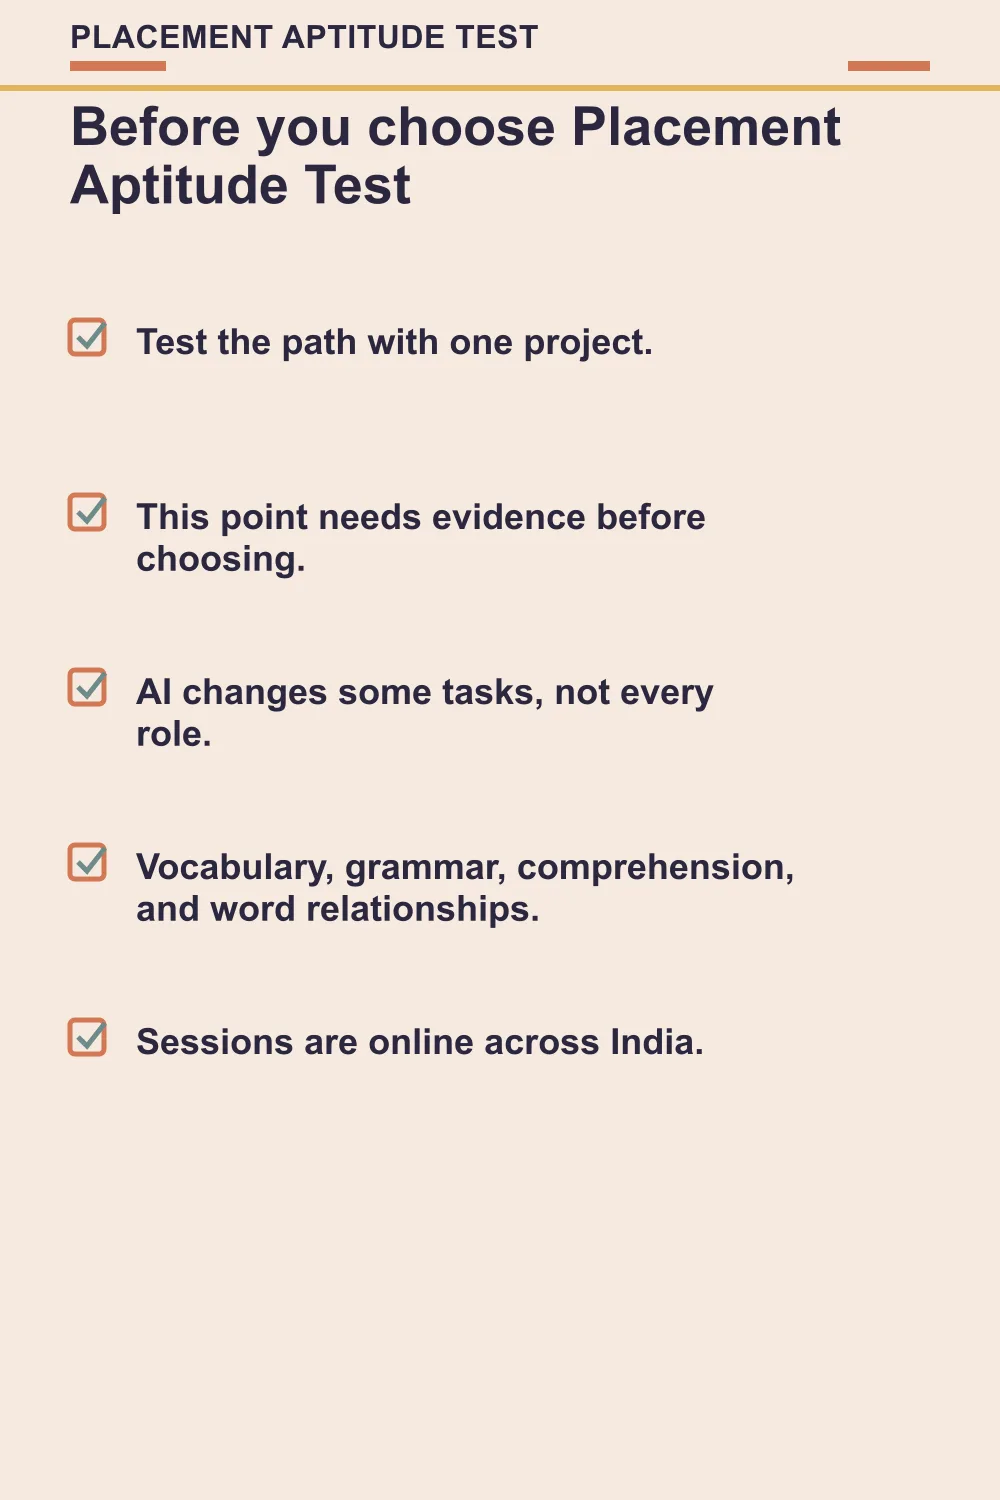 PLACEMENT APTITUDE TEST
Before you choose Placement
Aptitude Test
Test the path with one project.
This point needs evidence before
choosing.
AI changes some tasks, not every
role.
Vocabulary, grammar, comprehension,
and word relationships.
Sessions are online across India.